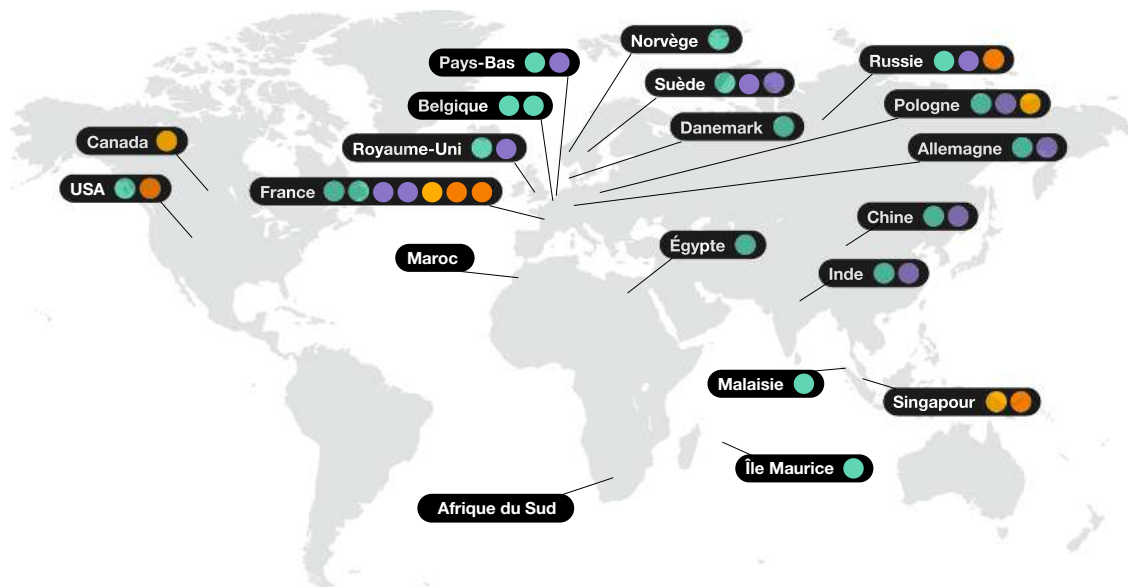 Norvège
Pays-Bas
Russie
Suède
Belgique
Pologne
Danemark
Canada
Royaume-Uni
Allemagne
USA
France
Chine
Égypte
Maroc
Inde
Malaisie
Singapour
Île Maurice
Afrique du Sud